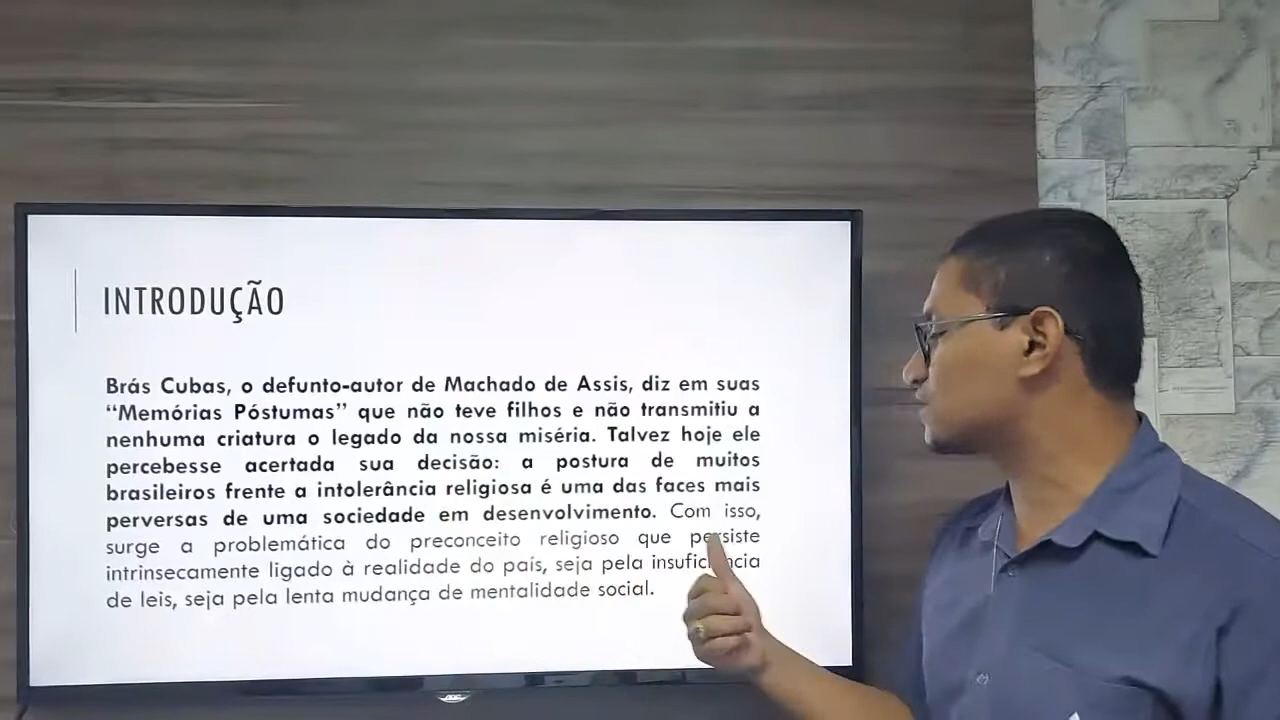 INTRODUÇÃO
Brás Cubas, o defunto-autor de Machado de Assis, diz em suas
“Memórias Póstumas” que não teve filhos e não transmitiu a
nenhuma criatura o legado da nossa miséria. Talvez hoje ele
percebesse acertada sua decisão: a postura de muitos
brasileiros frente a intolerância religiosa é uma das faces mais
perversas de uma sociedade em desenvolvimento. Com isso,
surge a problemática do preconceito religioso que persiste
intrinsecamente ligado à realidade do país, seja pela insuficiência
de leis, seja pela lenta mudança de mentalidade social.
AOC